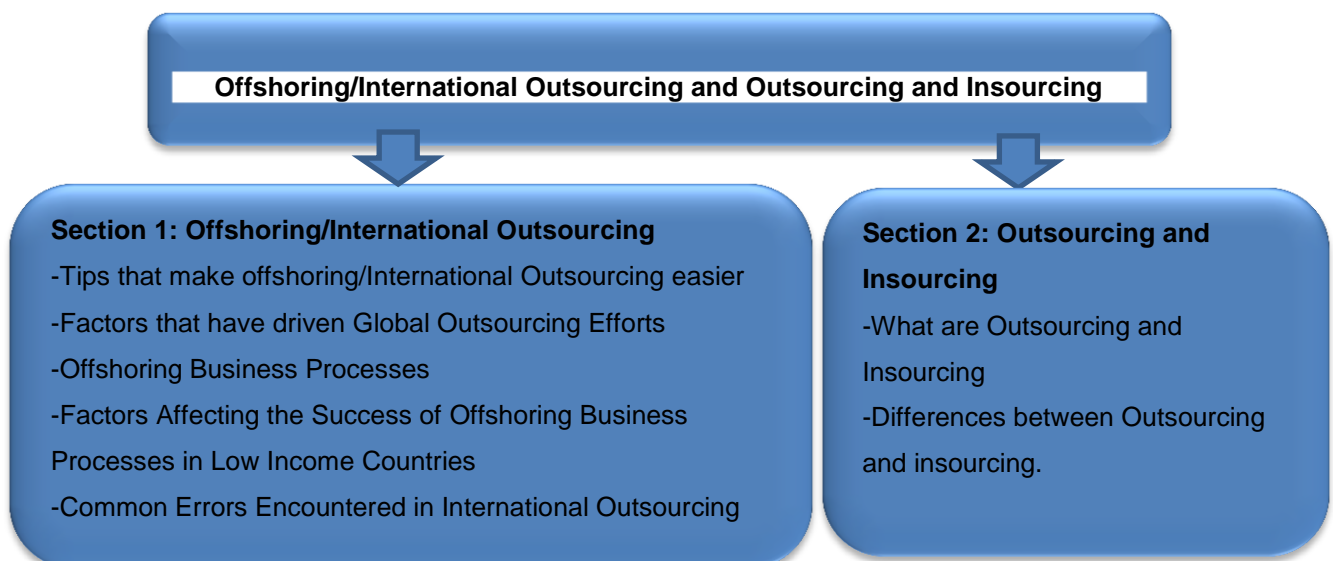 Offshoring/International Outsourcing and Outsourcing and Insourcing
Section 1: Offshoring/International Outsourcing
-Tips that make offshoring/International Outsourcing easier
-Factors that have driven Global Outsourcing Efforts
-Offshoring Business Processes
-Factors Affecting the Success of Offshoring Business
Processes in Low Income Countries
-Common Errors Encountered in International Outsourcing
Section 2: Outsourcing and
Insourcing
-What are Outsourcing and
Insourcing
-Differences between Outsourcing
and insourcing.